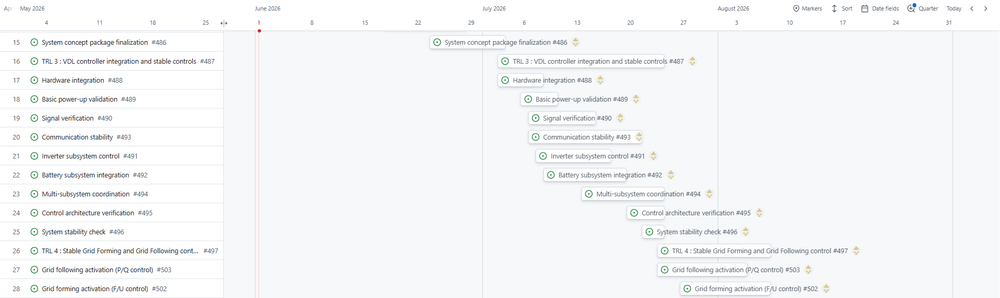 Apr May 2026 June 2026 July 2026 August 2026 Markers Sort Date fields Quarter Today
4 11 18 25 1 8 15 22 29 6 13 20 27 3 10 17 24 31
15 System concept package finalization #486 System concept package finalization #486
16 TRL 3 : VDL controller integration and stable controls #487 TRL 3 : VDL controller integration and stable controls #487
17 Hardware integration #488 Hardware integration #488
18 Basic power-up validation #489 Basic power-up validation #489
19 Signal verification #490 Signal verification #490
20 Communication stability #493 Communication stability #493
21 Inverter subsystem control #491 Inverter subsystem control #491
22 Battery subsystem integration #492 Battery subsystem integration #492
23 Multi-subsystem coordination #494 Multi-subsystem coordination #494
24 Control architecture verification #495 Control architecture verification #495
25 System stability check #496 System stability check #496
26 TRL 4 : Stable Grid Forming and Grid Following cont... #497 TRL 4 : Stable Grid Forming and Grid Following control #497
27 Grid following activation (P/Q control) #503 Grid following activation (P/Q control) #503
28 Grid forming activation (F/U control) #502 Grid forming activation (F/U control) #502